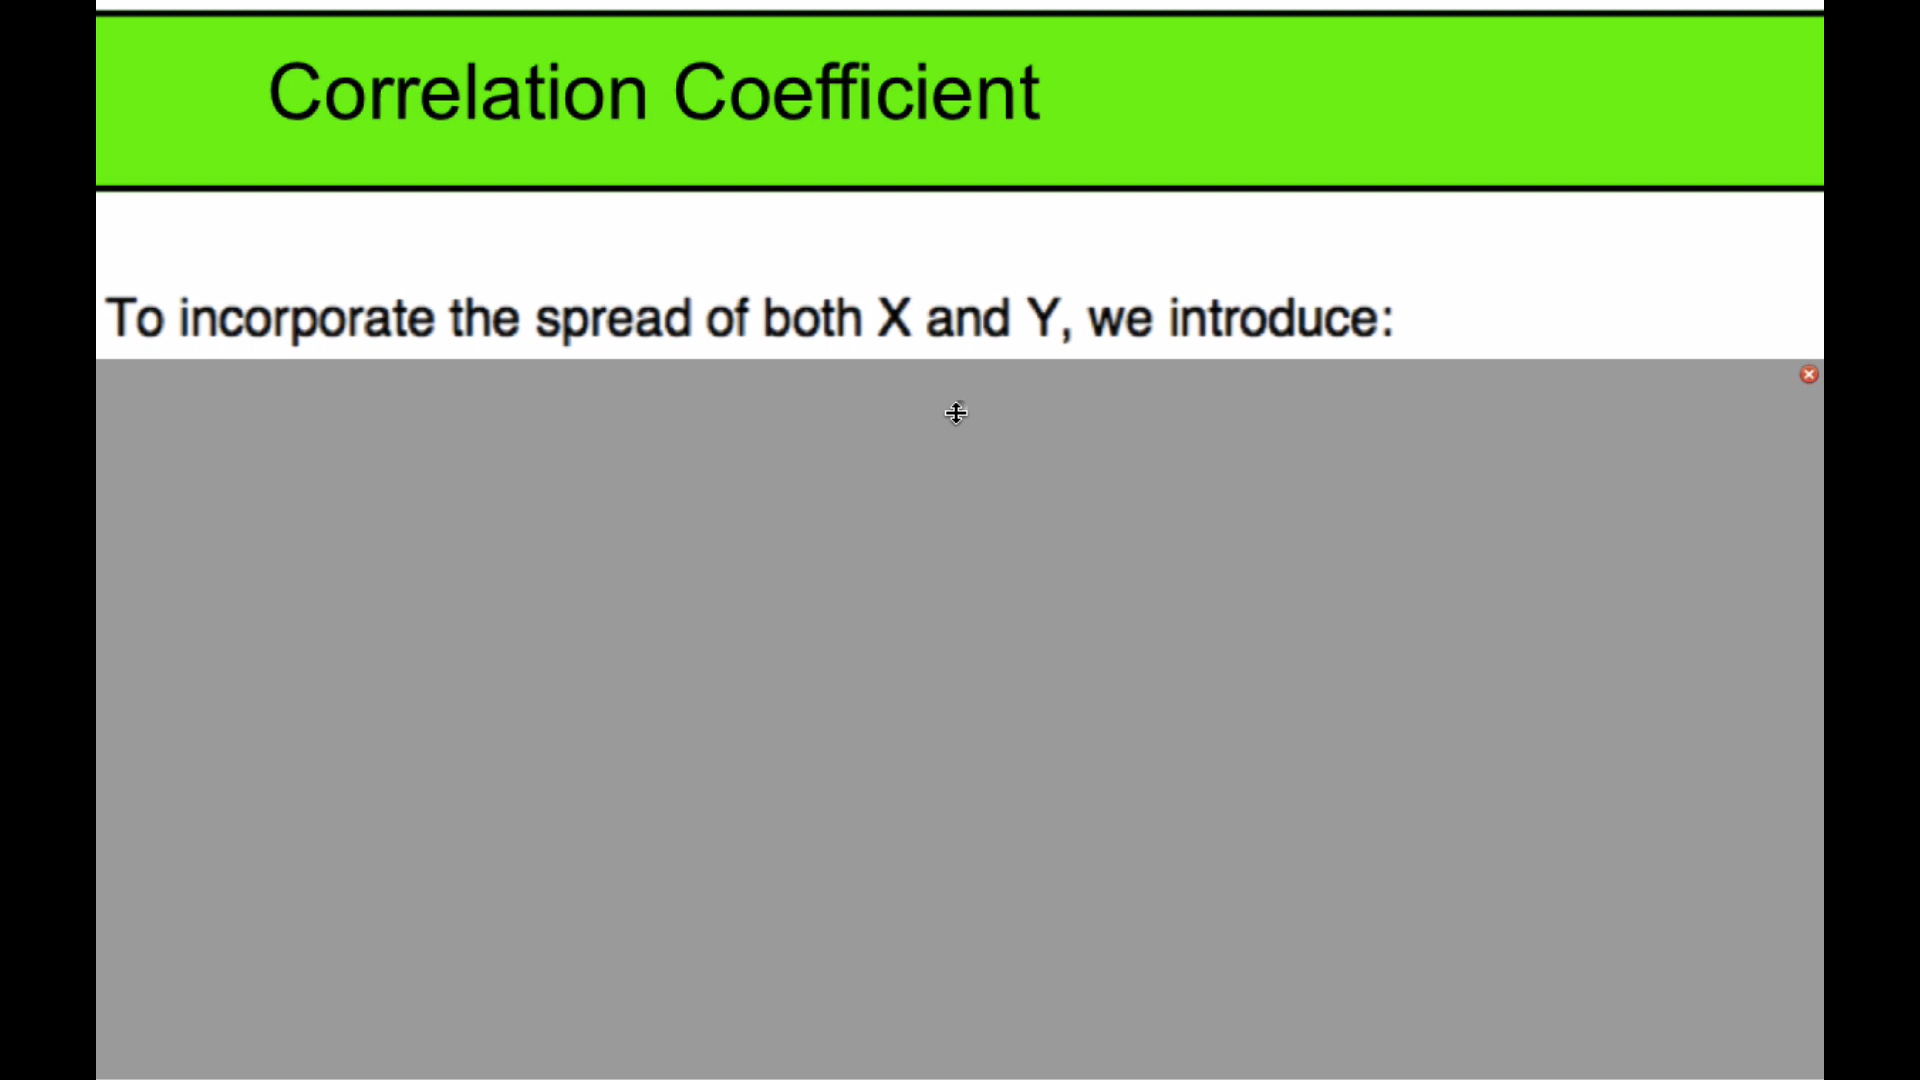 Correlation Coefficient
To incorporate the spread of both X and Y, we introduce: